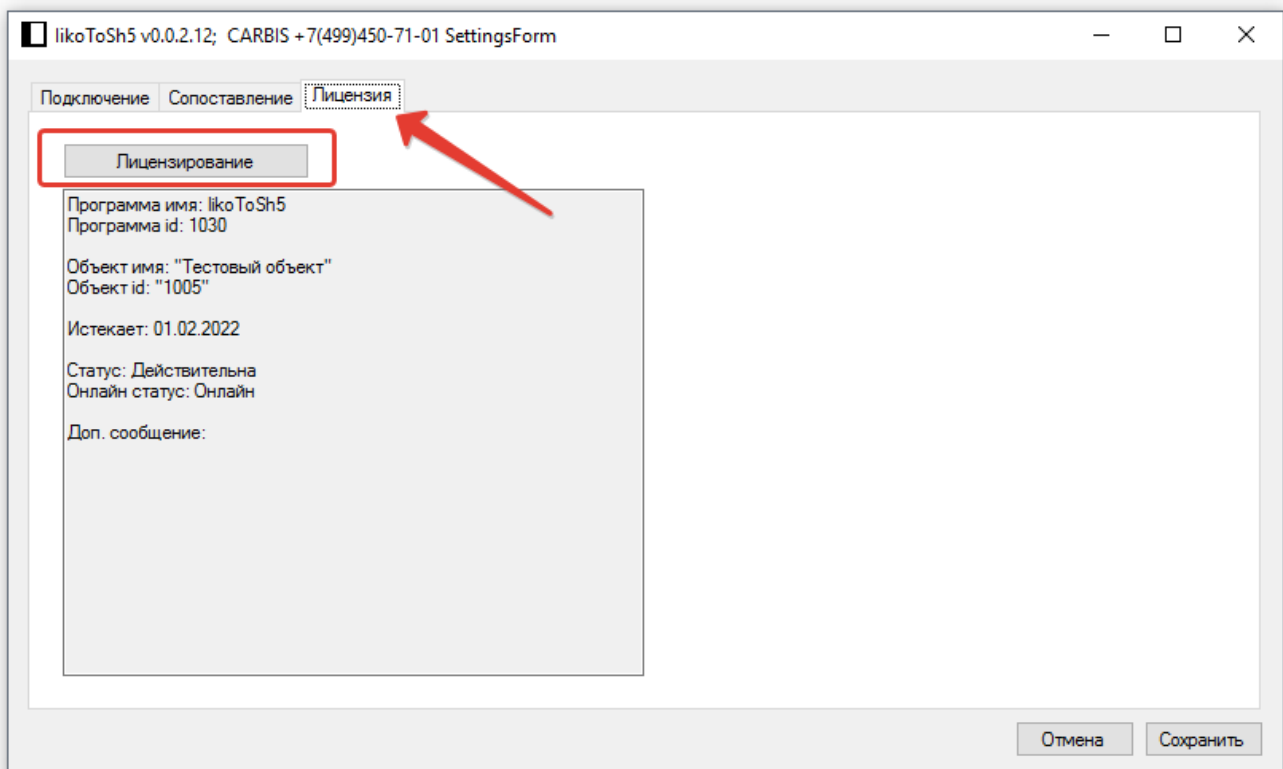 IikoToSh5 v0.0.2.12; CARBIS +7(499)450-71-01 SettingsForm
Подключение Сопоставление Лицензия
Лицензирование
Программа имя: IikoToSh5
Программа id: 1030
Объект имя: "Тестовый объект"
Объект id: "1005"
Истекает: 01.02.2022
Статус: Действительна
Онлайн статус: Онлайн
Доп. сообщение:
Отмена Сохранить